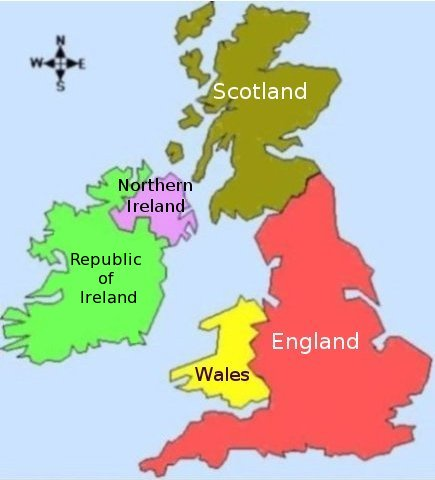 N
W E
S
Scotland
Northern
Ireland
Republic
of
Ireland
England
Wales